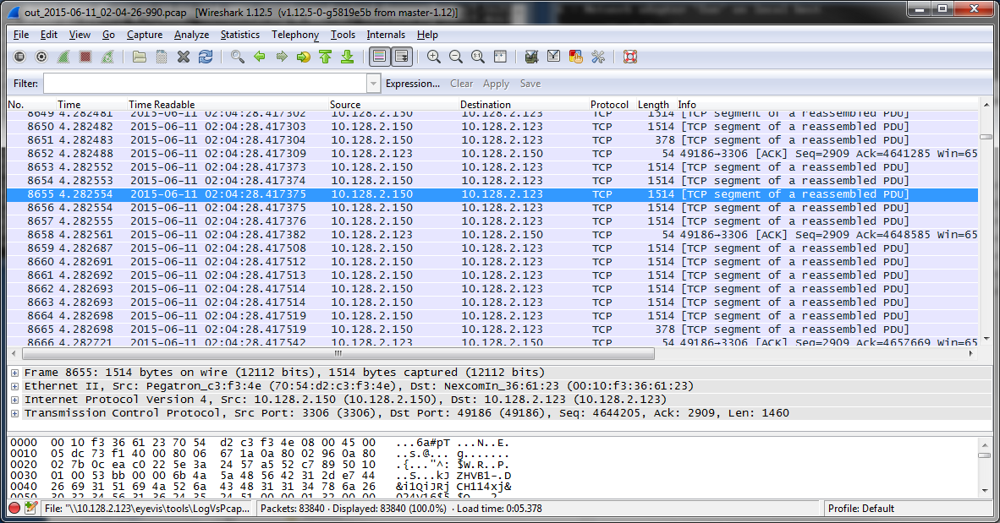 out_2015-06-11_02-04-26-990.pcap [Wireshark 1.12.5 (v1.12.5-0-g5819e5b from master-1.12)]
File Edit View Go Capture Analyze Statistics Telephony Tools Internals Help
Filter: Expression... Clear Apply Save
No. Time Time Readable Source Destination Protocol Length Info
8649 4.282481 2015-06-11 02:04:28.417302 10.128.2.150 10.128.2.123 TCP 1514 [TCP segment of a reassembled PDU]
8650 4.282482 2015-06-11 02:04:28.417303 10.128.2.150 10.128.2.123 TCP 1514 [TCP segment of a reassembled PDU]
8651 4.282483 2015-06-11 02:04:28.417304 10.128.2.150 10.128.2.123 TCP 378 [TCP segment of a reassembled PDU]
8652 4.282488 2015-06-11 02:04:28.417309 10.128.2.123 10.128.2.150 TCP 54 49186→3306 [ACK] Seq=2909 Ack=4641285 Win=65
8653 4.282552 2015-06-11 02:04:28.417373 10.128.2.150 10.128.2.123 TCP 1514 [TCP segment of a reassembled PDU]
8654 4.282553 2015-06-11 02:04:28.417374 10.128.2.150 10.128.2.123 TCP 1514 [TCP segment of a reassembled PDU]
8655 4.282554 2015-06-11 02:04:28.417375 10.128.2.150 10.128.2.123 TCP 1514 [TCP segment of a reassembled PDU]
8656 4.282554 2015-06-11 02:04:28.417375 10.128.2.150 10.128.2.123 TCP 1514 [TCP segment of a reassembled PDU]
8657 4.282555 2015-06-11 02:04:28.417376 10.128.2.150 10.128.2.123 TCP 1514 [TCP segment of a reassembled PDU]
8658 4.282561 2015-06-11 02:04:28.417382 10.128.2.123 10.128.2.150 TCP 54 49186→3306 [ACK] Seq=2909 Ack=4648585 Win=65
8659 4.282687 2015-06-11 02:04:28.417508 10.128.2.150 10.128.2.123 TCP 1514 [TCP segment of a reassembled PDU]
8660 4.282691 2015-06-11 02:04:28.417512 10.128.2.150 10.128.2.123 TCP 1514 [TCP segment of a reassembled PDU]
8661 4.282692 2015-06-11 02:04:28.417513 10.128.2.150 10.128.2.123 TCP 1514 [TCP segment of a reassembled PDU]
8662 4.282693 2015-06-11 02:04:28.417514 10.128.2.150 10.128.2.123 TCP 1514 [TCP segment of a reassembled PDU]
8663 4.282693 2015-06-11 02:04:28.417514 10.128.2.150 10.128.2.123 TCP 1514 [TCP segment of a reassembled PDU]
8664 4.282698 2015-06-11 02:04:28.417519 10.128.2.150 10.128.2.123 TCP 1514 [TCP segment of a reassembled PDU]
8665 4.282698 2015-06-11 02:04:28.417519 10.128.2.150 10.128.2.123 TCP 378 [TCP segment of a reassembled PDU]
8666 4.282721 2015-06-11 02:04:28.417542 10.128.2.123 10.128.2.150 TCP 54 49186→3306 [ACK] Seq=2909 Ack=4657669 Win=65
Frame 8655: 1514 bytes on wire (12112 bits), 1514 bytes captured (12112 bits)
Ethernet II, Src: Pegatron_c3:f3:4e (70:54:d2:c3:f3:4e), Dst: NexcomIn_36:61:23 (00:10:f3:36:61:23)
Internet Protocol Version 4, Src: 10.128.2.150 (10.128.2.150), Dst: 10.128.2.123 (10.128.2.123)
Transmission Control Protocol, Src Port: 3306 (3306), Dst Port: 49186 (49186), Seq: 4644205, Ack: 2909, Len: 1460
0000 00 10 f3 36 61 23 70 54 d2 c3 f3 4e 08 00 45 00 ...6a#pT ...N..E.
0010 05 dc 73 f1 40 00 80 06 67 1a 0a 80 02 96 0a 80 ..s.@... g.......
0020 02 7b 0c ea c0 22 5e 3a 24 57 a5 52 c7 89 50 10 .{..."^: $W.R..P.
0030 01 00 53 bb 00 00 6b 4a 5a 48 56 42 31 2d e7 44 ..S...kJ ZHVB1-.D
0040 26 69 31 51 69 4a 52 6a 43 48 31 31 34 78 6a 26 &i1QiJRj CH114xj&
File: "\\10.128.2.123\eyevis\tools\LogVsPcap... Packets: 83840 · Displayed: 83840 (100.0%) · Load time: 0:05.378 Profile: Default